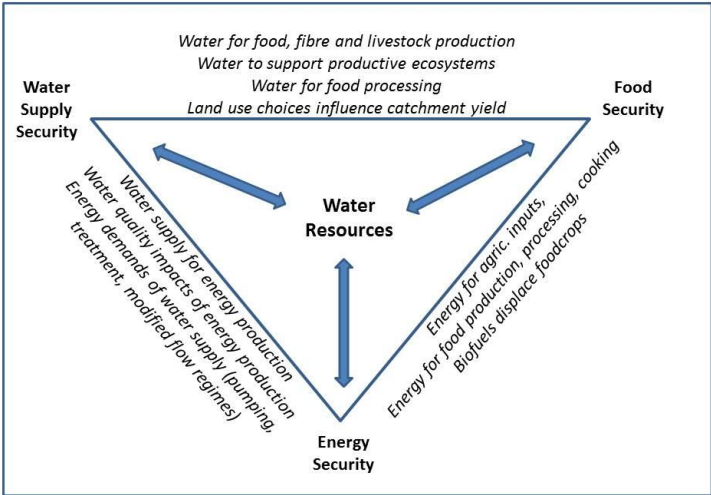 Water for food, fibre and livestock production
Water to support productive ecosystems
Water for food processing
Land use choices influence catchment yield
Water
Supply
Security
Food
Security
Water
Resources
Water supply for energy production
Water quality impacts of energy production
Energy demands of water supply (pumping,
treatment, modified flow regimes)
Energy for agric. inputs,
Energy for food production, processing, cooking
Biofuels displace foodcrops
Energy
Security